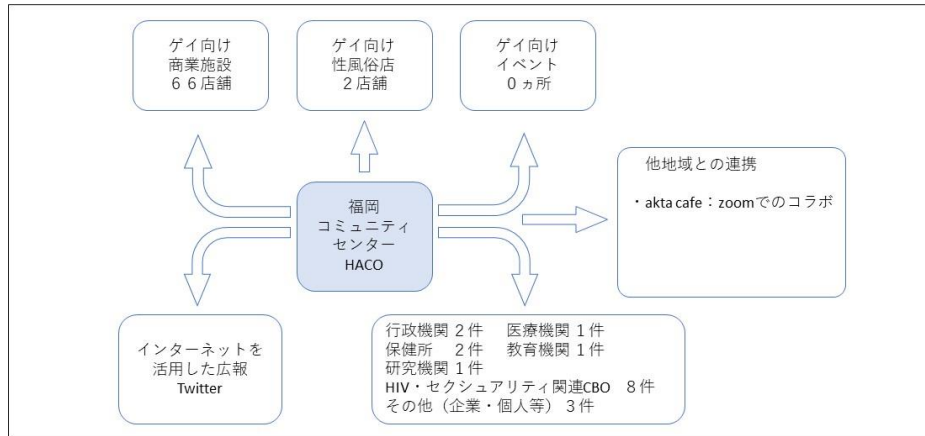 ゲイ向け
商業施設
６６店舗
ゲイ向け
性風俗店
２店舗
ゲイ向け
イベント
０ヵ所
他地域との連携
・akta cafe：zoomでのコラボ
福岡
コミュニティ
センター
HACO
インターネットを
活用した広報
Twitter
行政機関２件　医療機関１件
保健所　２件　教育機関１件
研究機関１件
HIV・セクシュアリティ関連CBO　８件
その他（企業・個人等）３件